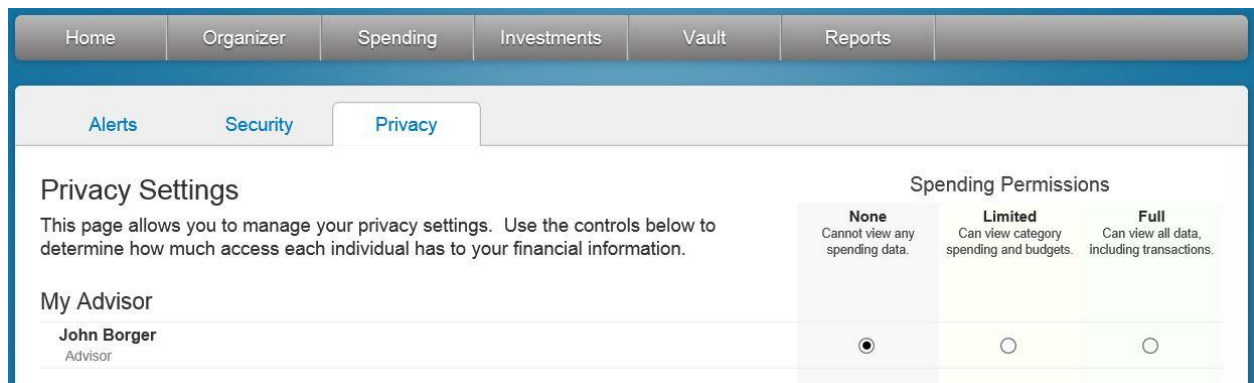 Home Organizer Spending Investments Vault Reports
Alerts Security Privacy
Privacy Settings
This page allows you to manage your privacy settings.  Use the controls below to
determine how much access each individual has to your financial information.
Spending Permissions
None
Cannot view any
spending data.
Limited
Can view category
spending and budgets.
Full
Can view all data,
including transactions.
My Advisor
John Borger
Advisor